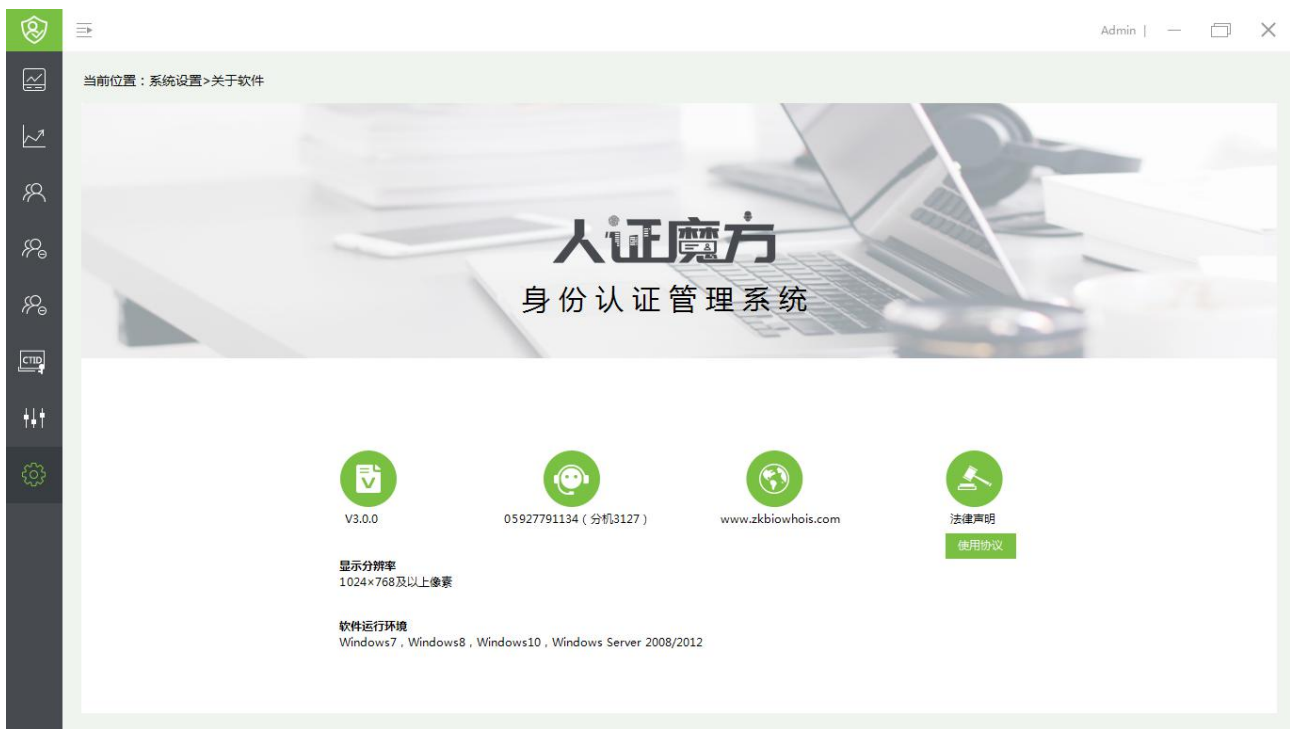 Admin |
当前位置：系统设置>关于软件
人证魔方
身份认证管理系统
CTID
V3.0.0
05927791134（分机3127）
www.zkbiowhois.com
法律声明
使用协议
显示分辨率
1024×768及以上像素
软件运行环境
Windows7，Windows8，Windows10，Windows Server 2008/2012